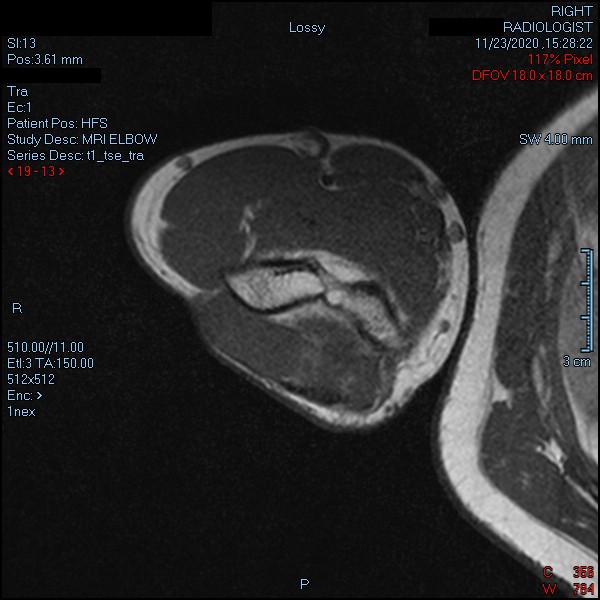 RIGHT
Lossy
RADIOLOGIST
SI:13
11/23/2020 ,15:28:22
Pos:3.61 mm
117% Pixel
DFOV 18.0 x 18.0 cm
Tra
Ec:1
Patient Pos: HFS
Study Desc: MRI ELBOW
SW 4.00 mm
Series Desc: t1_tse_tra
< 19 - 13 >
R
510.00//11.00
Etl:3 TA:150.00
3 cm
512x512
Enc: >
1nex
C 356
P
W 784